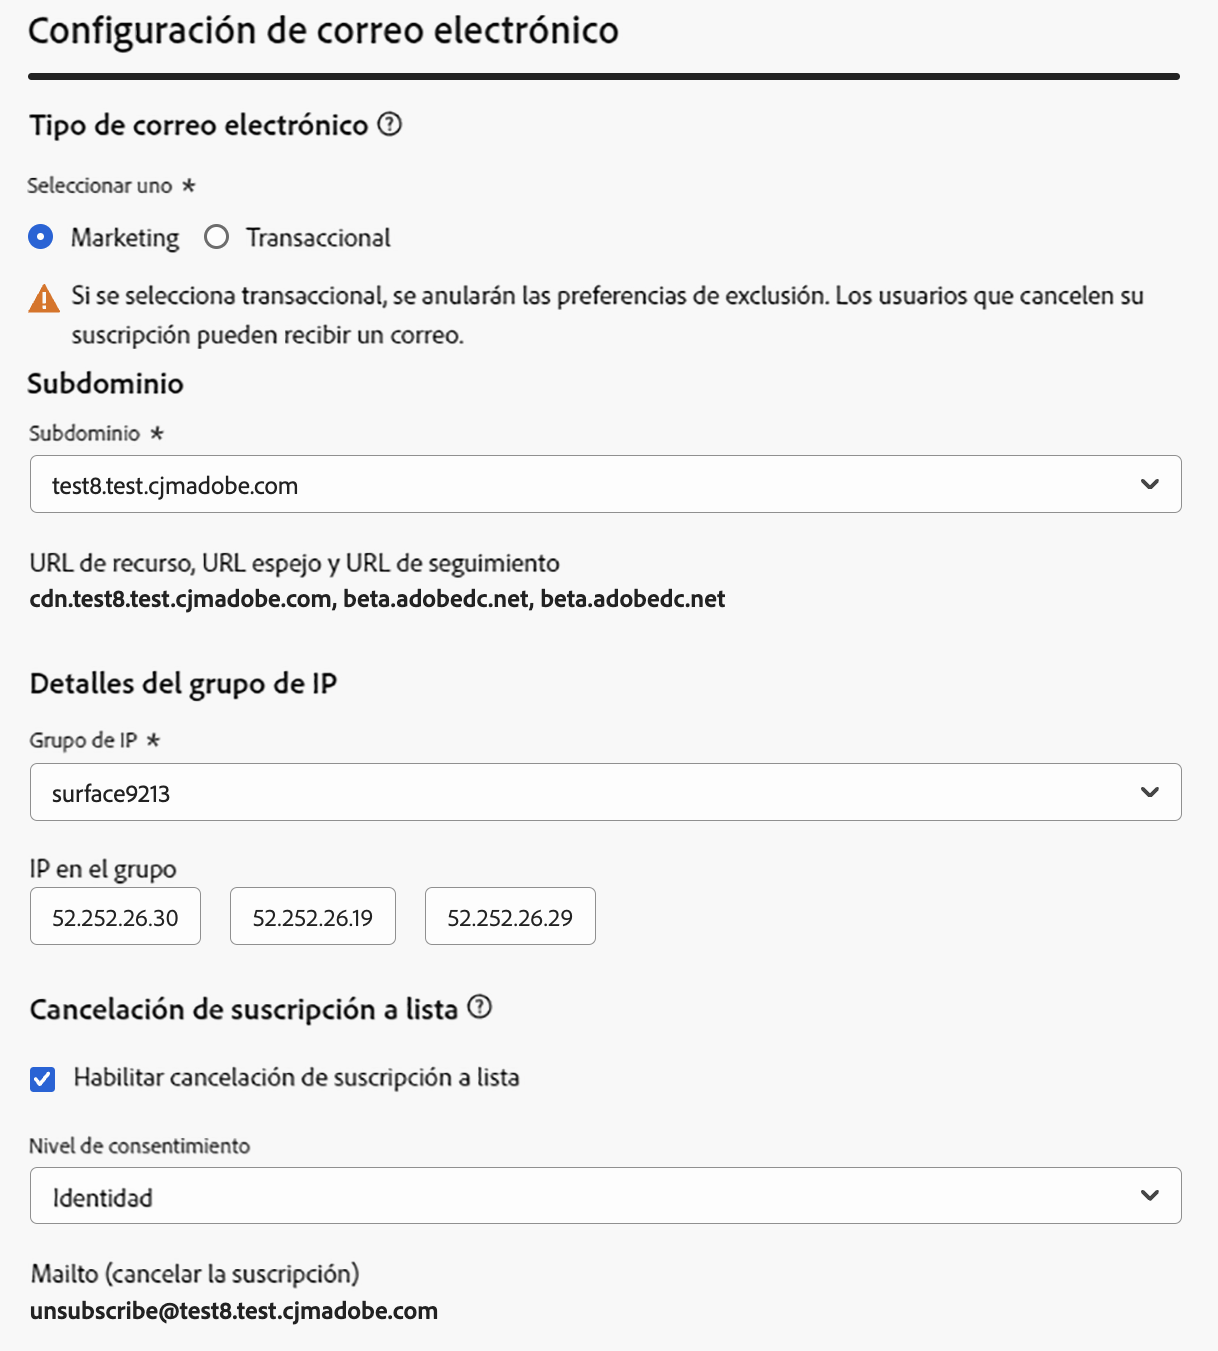 Configuración de correo electrónico
Tipo de correo electrónico
Seleccionar uno *
Marketing Transaccional
Si se selecciona transaccional, se anularán las preferencias de exclusión. Los usuarios que cancelen su
suscripción pueden recibir un correo.
Subdominio
Subdominio *
test8.test.cjmadobe.com
URL de recurso, URL espejo y URL de seguimiento
cdn.test8.test.cjmadobe.com, beta.adobedc.net, beta.adobedc.net
Detalles del grupo de IP
Grupo de IP *
surface9213
IP en el grupo
52.252.26.30 52.252.26.19 52.252.26.29
Cancelación de suscripción a lista
Habilitar cancelación de suscripción a lista
Nivel de consentimiento
Identidad
Mailto (cancelar la suscripción)
unsubscribe@test8.test.cjmadobe.com